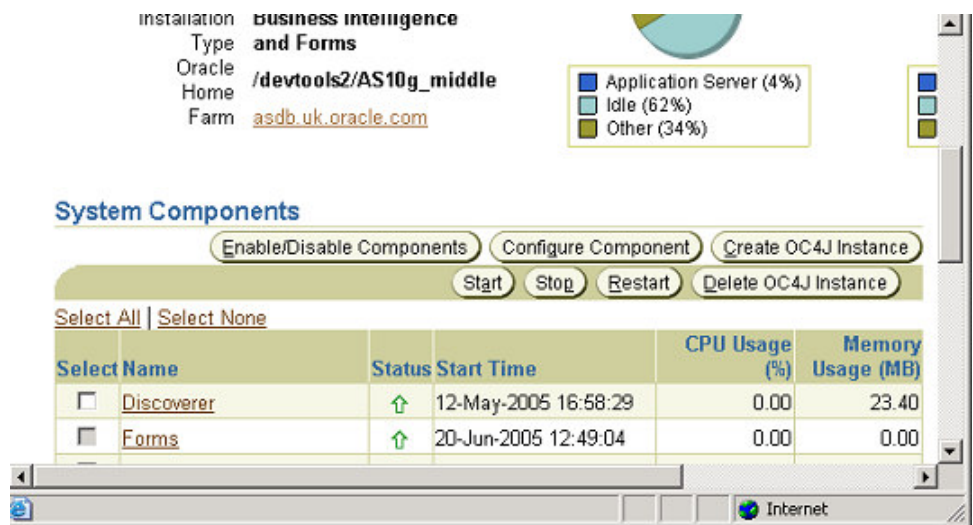 Installation Business Intelligence
Type and Forms
Oracle
Home /devtools2/AS10g_middle
Farm asdb.uk.oracle.com
Application Server (4%)
Idle (62%)
Other (34%)
System Components
Enable/Disable Components Configure Component Create OC4J Instance
Start Stop Restart Delete OC4J Instance
Select All | Select None
Select Name Status Start Time CPU Usage (%) Memory Usage (MB)
Discoverer 12-May-2005 16:58:29 0.00 23.40
Forms 20-Jun-2005 12:49:04 0.00 0.00
Internet